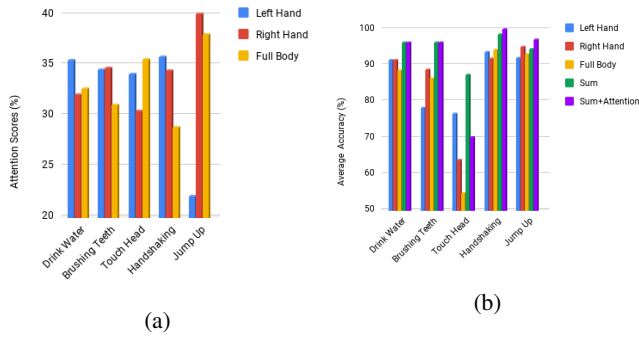 40
35
30
25
20
Attention Scores (%)
Drink Water
Brushing Teeth
Touch Head
Handshaking
Jump Up
Left Hand
Right Hand
Full Body
(a)
100
90
80
70
60
50
Average Accuracy (%)
Drink Water
Brushing Teeth
Touch Head
Handshaking
Jump Up
Left Hand
Right Hand
Full Body
Sum
Sum+Attention
(b)